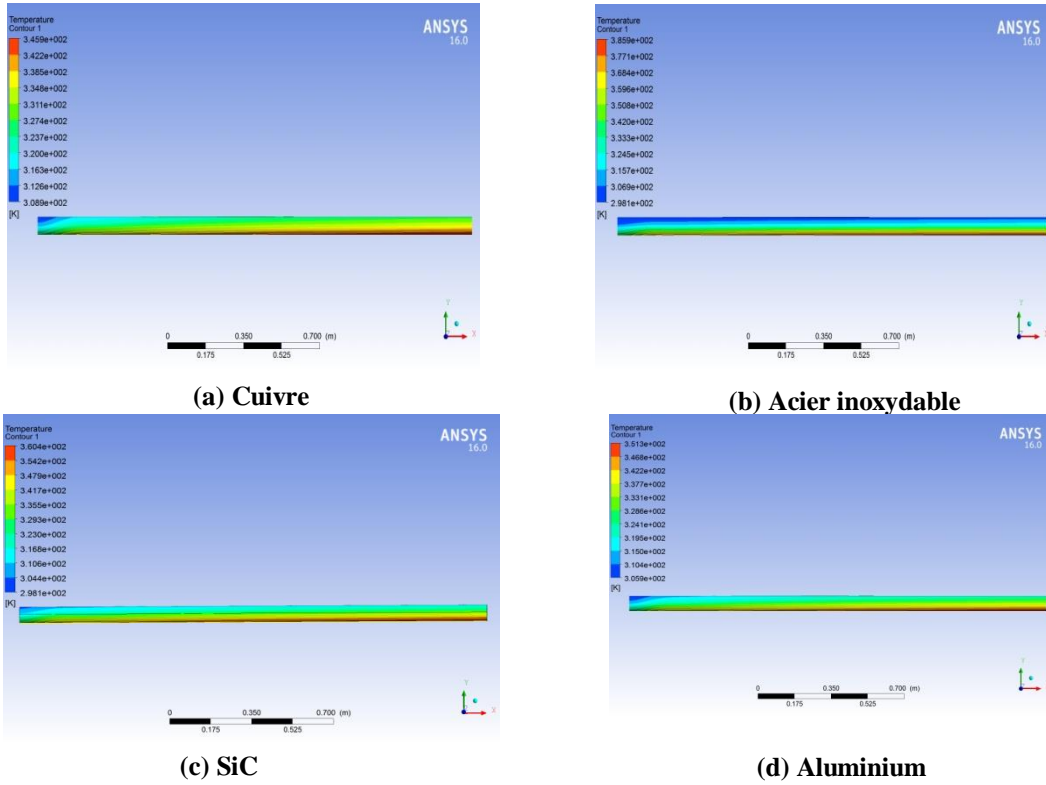 Temperature
Contour 1
3.459e+002
3.422e+002
3.385e+002
3.348e+002
3.311e+002
3.274e+002
3.237e+002
3.200e+002
3.163e+002
3.126e+002
3.089e+002
[K]
ANSYS
16.0
Y
Z
X
0 0.350 0.700 (m)
0.175 0.525
(a) Cuivre
Temperature
Contour 1
3.859e+002
3.771e+002
3.684e+002
3.596e+002
3.508e+002
3.420e+002
3.333e+002
3.245e+002
3.157e+002
3.069e+002
2.981e+002
[K]
ANSYS
16.0
Y
0 0.350 0.700 (m)
0.175 0.525
(b) Acier inoxydable
Temperature
Contour 1
3.604e+002
3.542e+002
3.479e+002
3.417e+002
3.355e+002
3.293e+002
3.230e+002
3.168e+002
3.106e+002
3.044e+002
2.981e+002
[K]
ANSYS
16.0
Y
X
0 0.350 0.700 (m)
0.175 0.525
(c) SiC
Temperature
Contour 1
3.513e+002
3.468e+002
3.422e+002
3.377e+002
3.331e+002
3.286e+002
3.241e+002
3.195e+002
3.150e+002
3.104e+002
3.059e+002
[K]
ANSYS
16.0
Y
0 0.350 0.700 (m)
0.175 0.525
(d) Aluminium